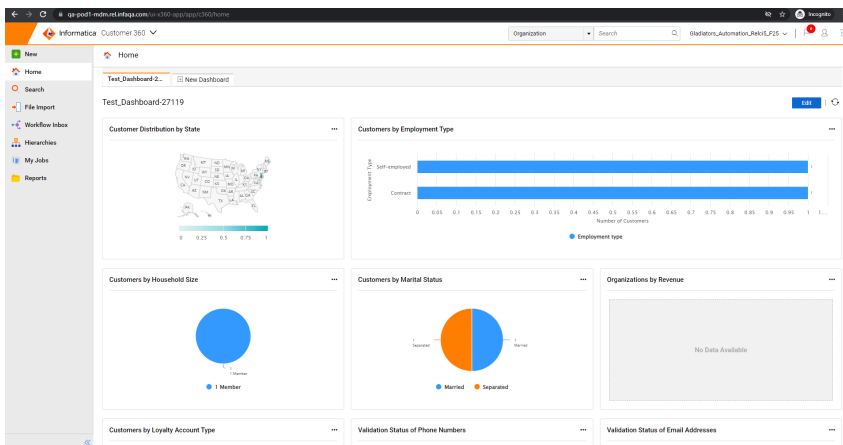 qa-pod1-mdm.rel.infaqa.com/ui-x360-app/app/c360/home
Incognito
Informatica Customer 360
Organization
Search
Gladiators_Automation_Relcil5_F25
New
Home
Search
File Import
Workflow Inbox
Hierarchies
My Jobs
Reports
Home
Test_Dashboard-2...
New Dashboard
Test_Dashboard-27119
Edit
Customer Distribution by State
0 0.25 0.5 0.75 1
Customers by Employment Type
Employment Type
Self-employed
1
Contract
1
0 0.05 0.1 0.15 0.2 0.25 0.3 0.35 0.4 0.45 0.5 0.55 0.6 0.65 0.7 0.75 0.8 0.85 0.9 0.95 1 1...
Number of Customers
Employment type
Customers by Household Size
1
1 Member
1 Member
Customers by Marital Status
1
Separated
1
Married
Married Separated
Organizations by Revenue
No Data Available
Customers by Loyalty Account Type
Validation Status of Phone Numbers
Validation Status of Email Addresses